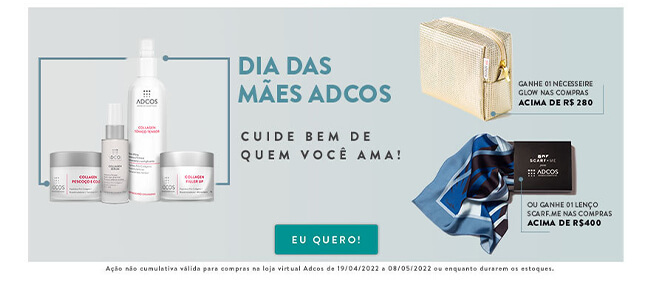 DIA DAS
MÃES ADCOS
CUIDE BEM DE
QUEM VOCÊ AMA!
EU QUERO!
GANHE 01 NÉCESSEIRE
GLOW NAS COMPRAS
ACIMA DE R$ 280
OU GANHE 01 LENÇO
SCARF.ME NAS COMPRAS
ACIMA DE R$400
SCARF•ME
ADCOS
ADCOS
COLLAGEN
COLLAGEN
PESCOÇO E COLO
ADCOS
COLLAGEN
FILLER UP
ADCOS
Ação não cumulativa válida para compras na loja virtual Adcos de 19/04/2022 a 08/05/2022 ou enquanto durarem os estoques.